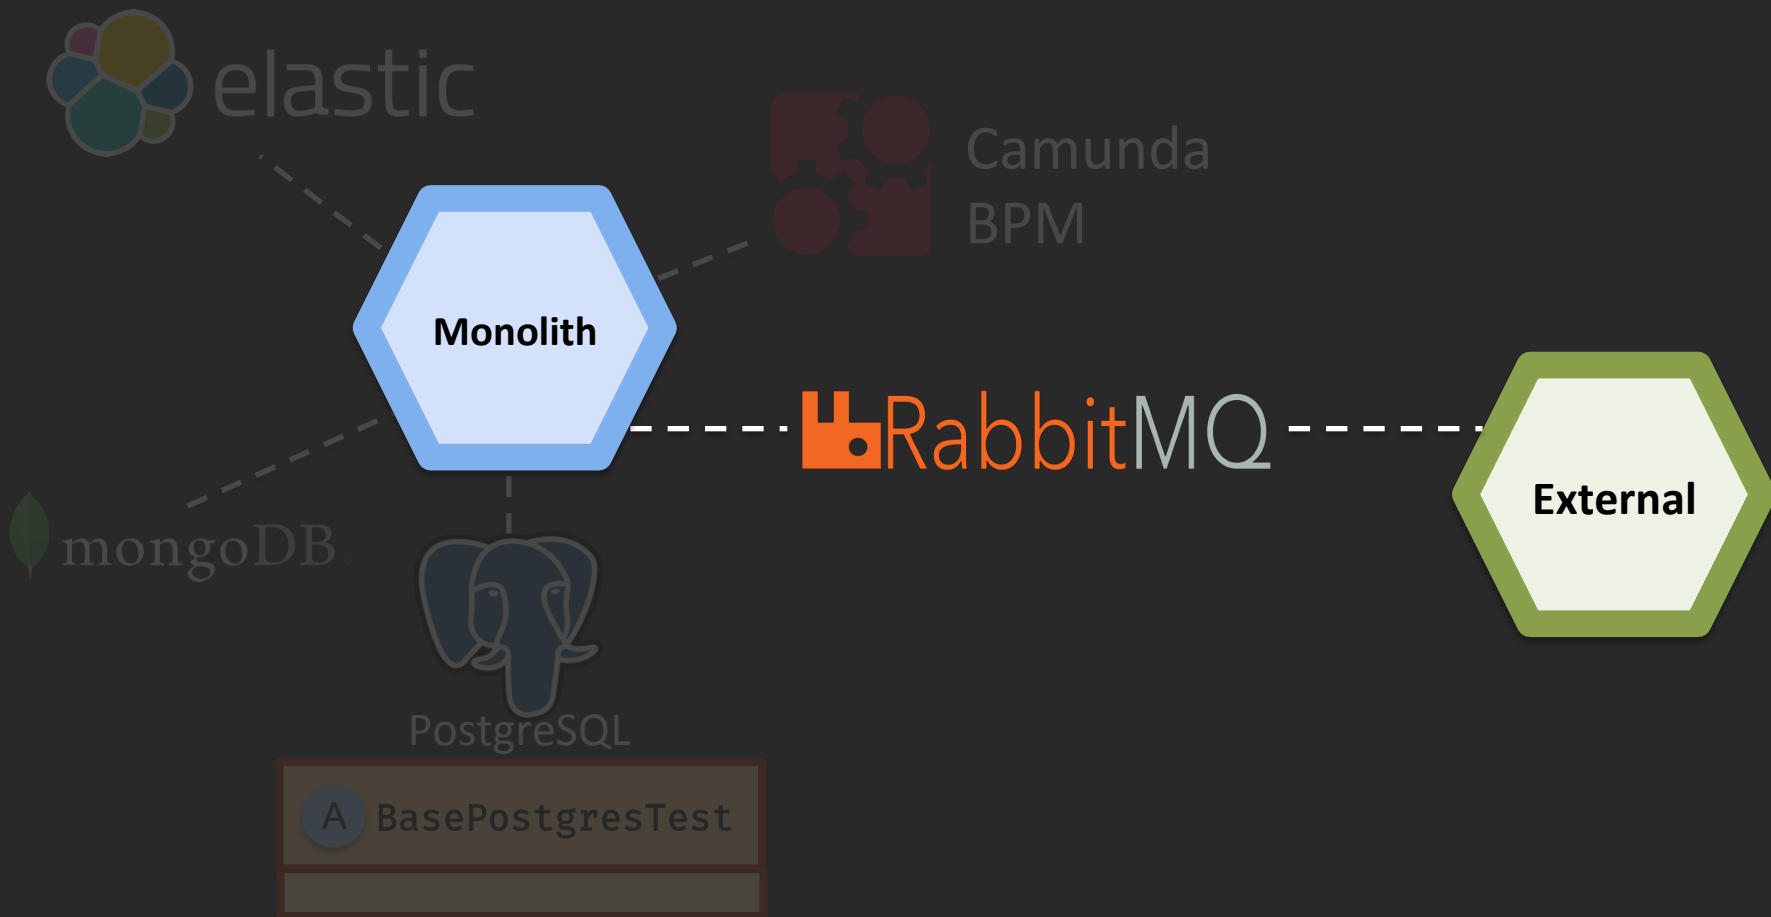 elastic
Camunda
BPM
Monolith
RabbitMQ
External
mongoDB
PostgreSQL
A BasePostgresTest